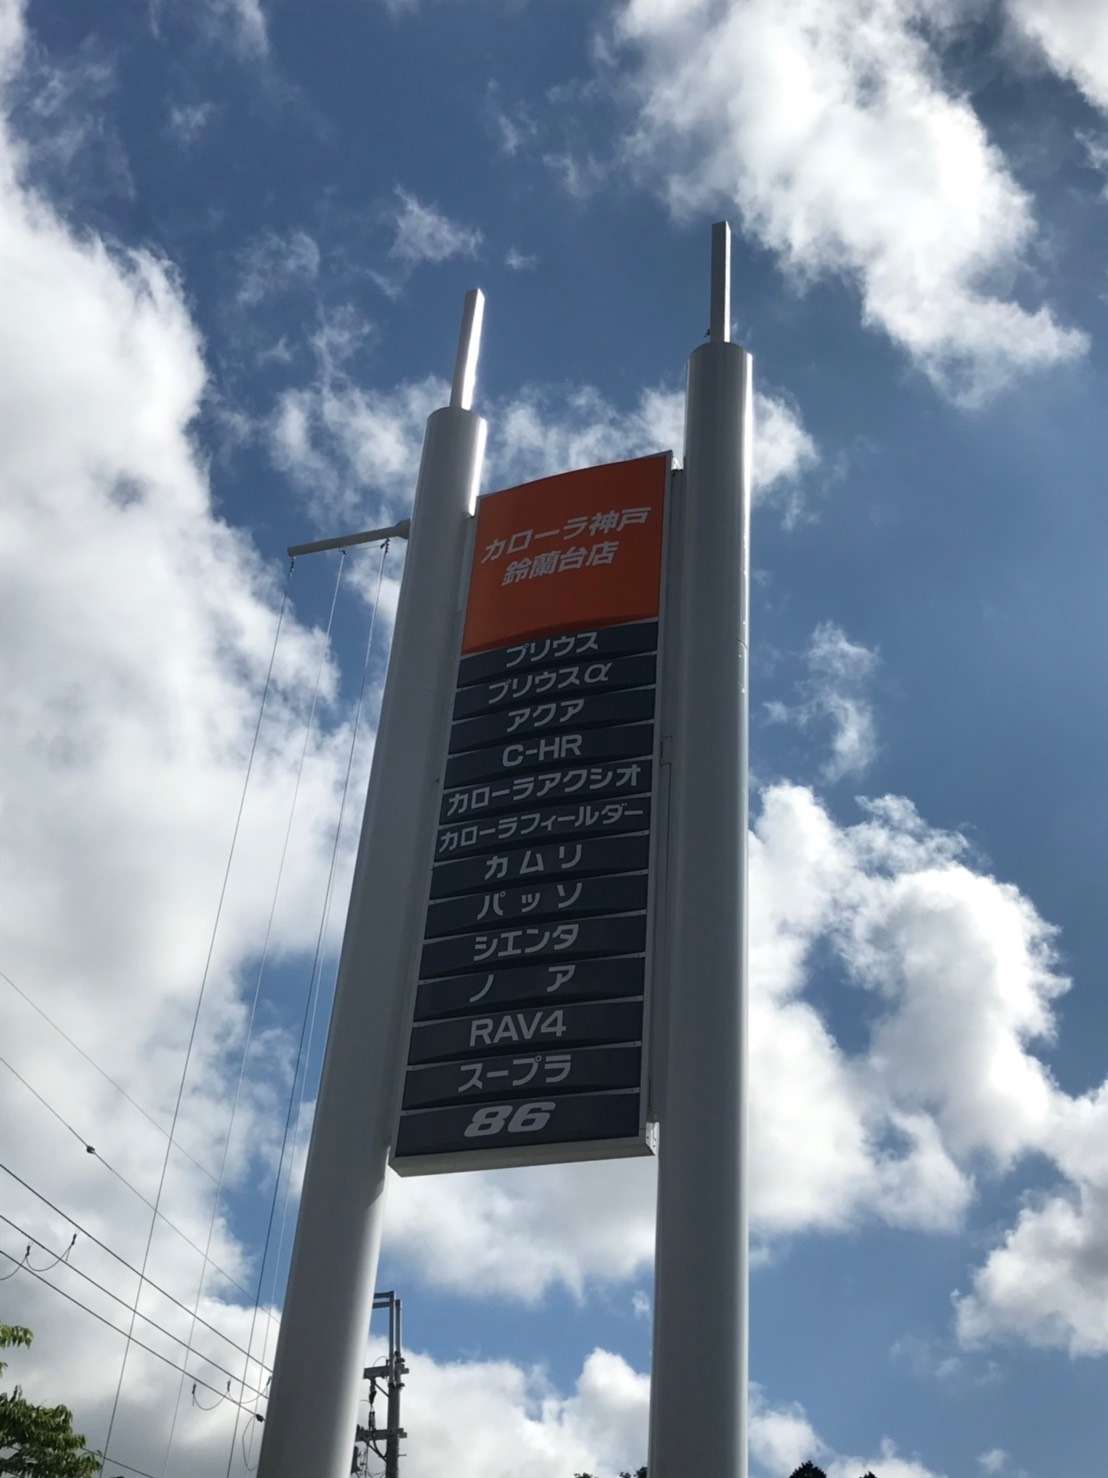 カローラ神戸
鈴蘭台店
プリウス
プリウスα
アクア
C-HR
カローラアクシオ
カローラフィールダー
カムリ
パッソ
シエンタ
ノア
RAV4
スープラ
86